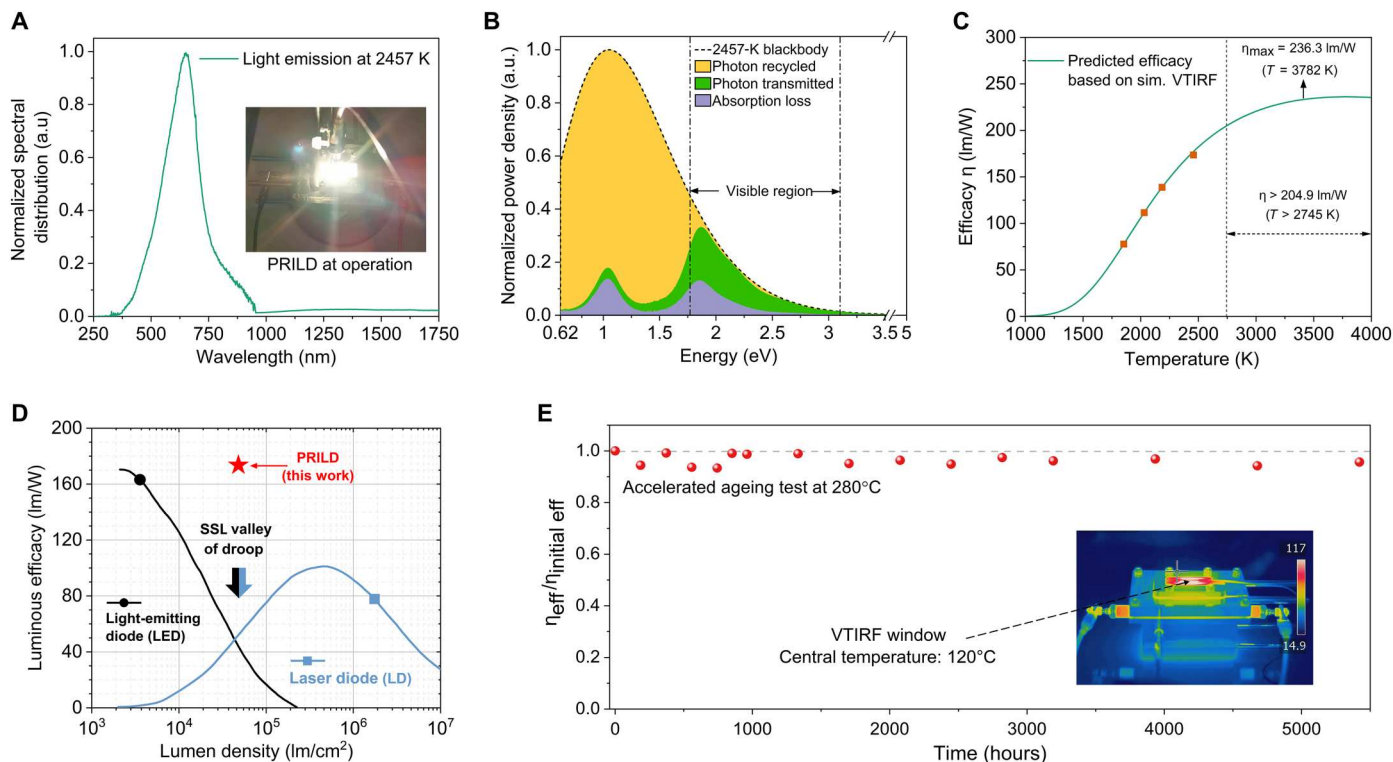 A
Normalized spectral
distribution (a.u)
1.0
0.8
0.6
0.4
0.2
0.0
Light emission at 2457 K
PRILD at operation
250
500
750
1000
1250
1500
1750
Wavelength (nm)
B
Normalized power density (a.u.)
1.0
0.8
0.6
0.4
0.2
0.0
2457-K blackbody
Photon recycled
Photon transmitted
Absorption loss
Visible region
0.62
1
1.5
2
2.5
3
3.5
5
Energy (eV)
C
Efficacy η (lm/W)
300
250
200
150
100
50
0
Predicted efficacy
based on sim. VTIRF
ηmax = 236.3 lm/W
(T = 3782 K)
η > 204.9 lm/W
(T > 2745 K)
1000
1500
2000
2500
3000
3500
4000
Temperature (K)
D
Luminous efficacy (lm/W)
200
160
120
80
40
0
PRILD
(this work)
SSL valley
of droop
Light-emitting
diode (LED)
Laser diode (LD)
10³
10⁴
10⁵
10⁶
10⁷
Lumen density (lm/cm²)
E
ηeff/ηinitial eff
1.2
1.0
0.8
0.6
0.4
0.2
0
Accelerated ageing test at 280°C
VTIRF window
Central temperature: 120°C
117
14.9
0
1000
2000
3000
4000
5000
Time (hours)